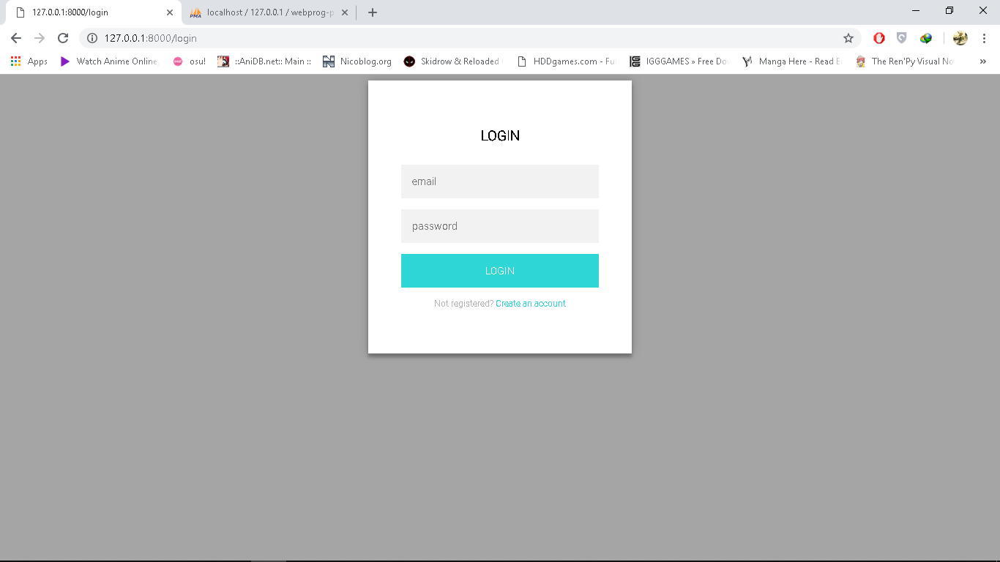 127.0.0.1:8000/login
localhost / 127.0.0.1 / webprog-p
PMA
127.0.0.1:8000/login
Apps Watch Anime Online, osu! ::AniDB.net:: Main :: Nicoblog.org Skidrow & Reloaded HDDgames.com - Fu IGGGAMES » Free Do Manga Here - Read The Ren'Py Visual No »
LOGIN
email
password
LOGIN
Not registered? Create an account